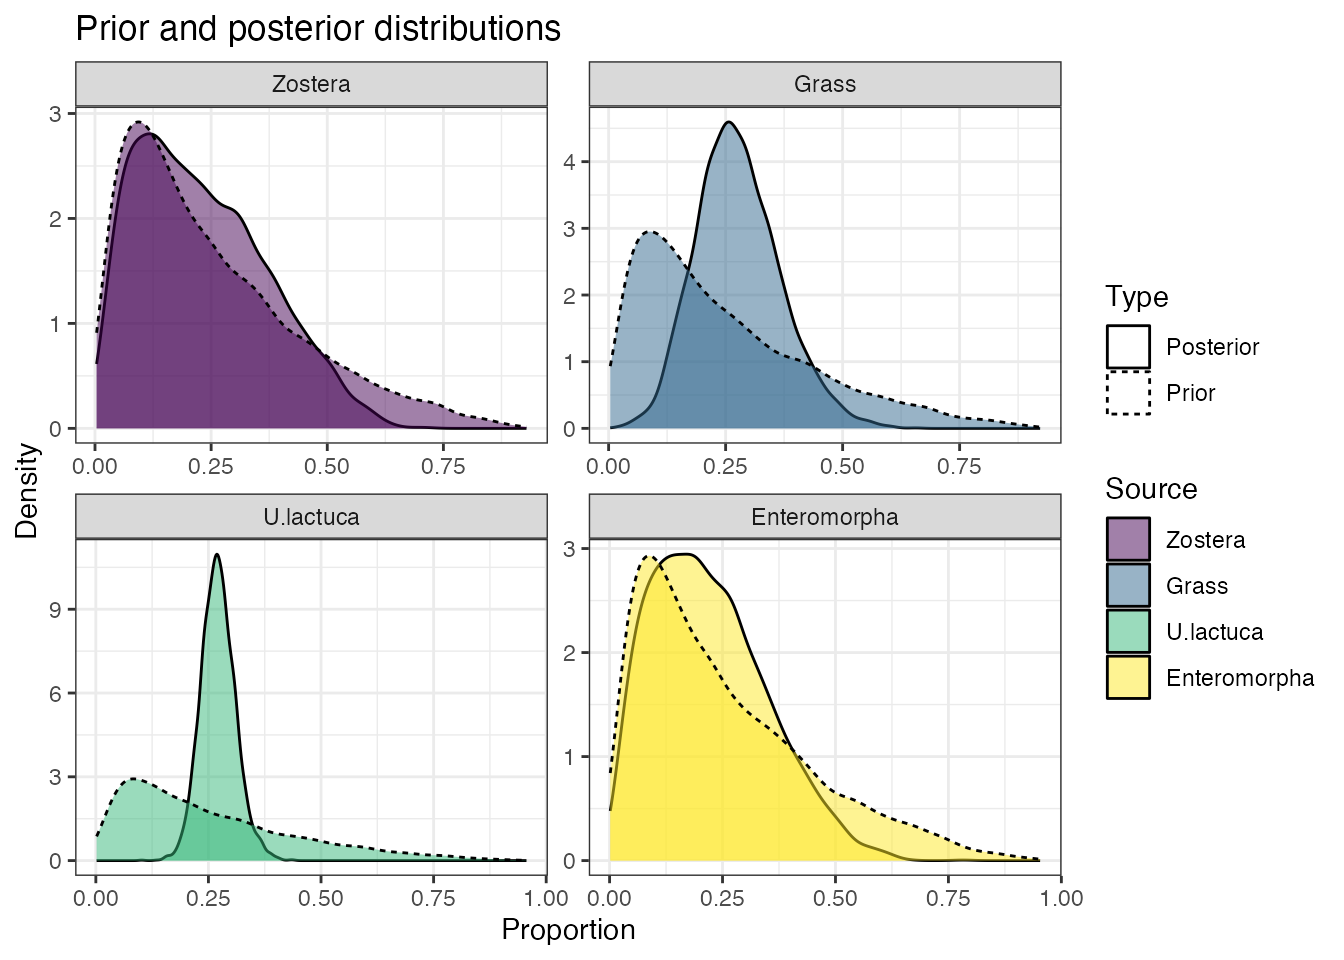 Prior and posterior distributions
Zostera
Grass
3
2
1
0
4
3
2
1
0
0.00 0.25 0.50 0.75
0.00 0.25 0.50 0.75
Density
U.lactuca
Enteromorpha
9
6
3
0
3
2
1
0
0.00 0.25 0.50 0.75 1.00
0.00 0.25 0.50 0.75 1.00
Proportion
Type
Posterior
Prior
Source
Zostera
Grass
U.lactuca
Enteromorpha